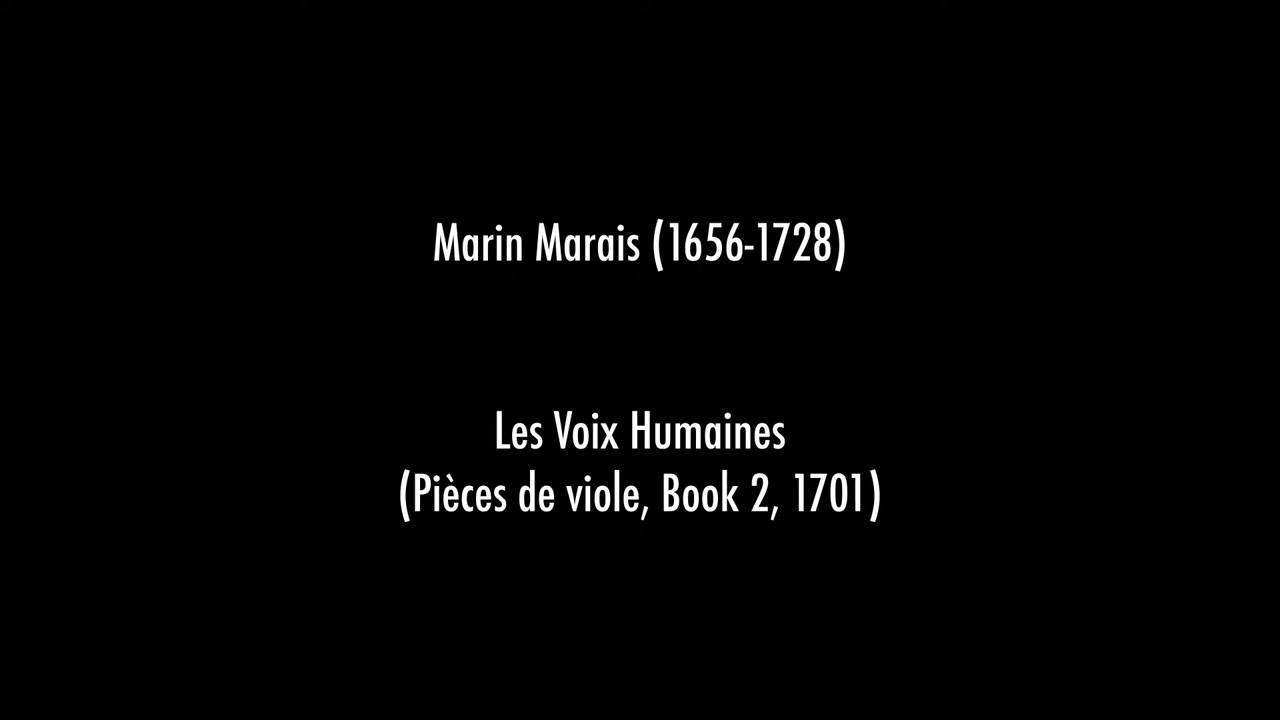 Marin Marais (1656-1728)
Les Voix Humaines
(Pièces de viole, Book 2, 1701)